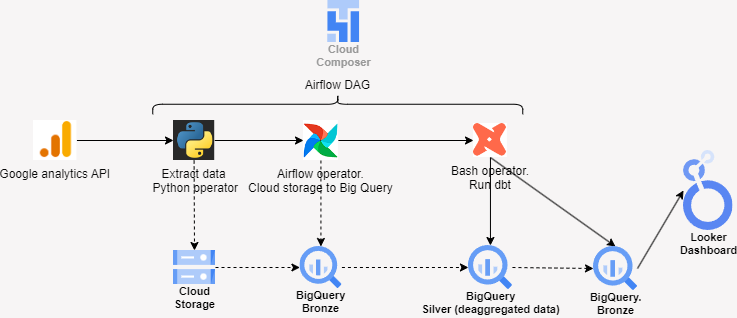 Cloud
Composer
Airflow DAG
Google analytics API
Extract data
Python operator
Airflow operator.
Cloud storage to Big Query
Bash operator.
Run dbt
Looker
Dashboard
Cloud
Storage
BigQuery
Bronze
BigQuery
Silver (deaggregated data)
BigQuery.
Bronze